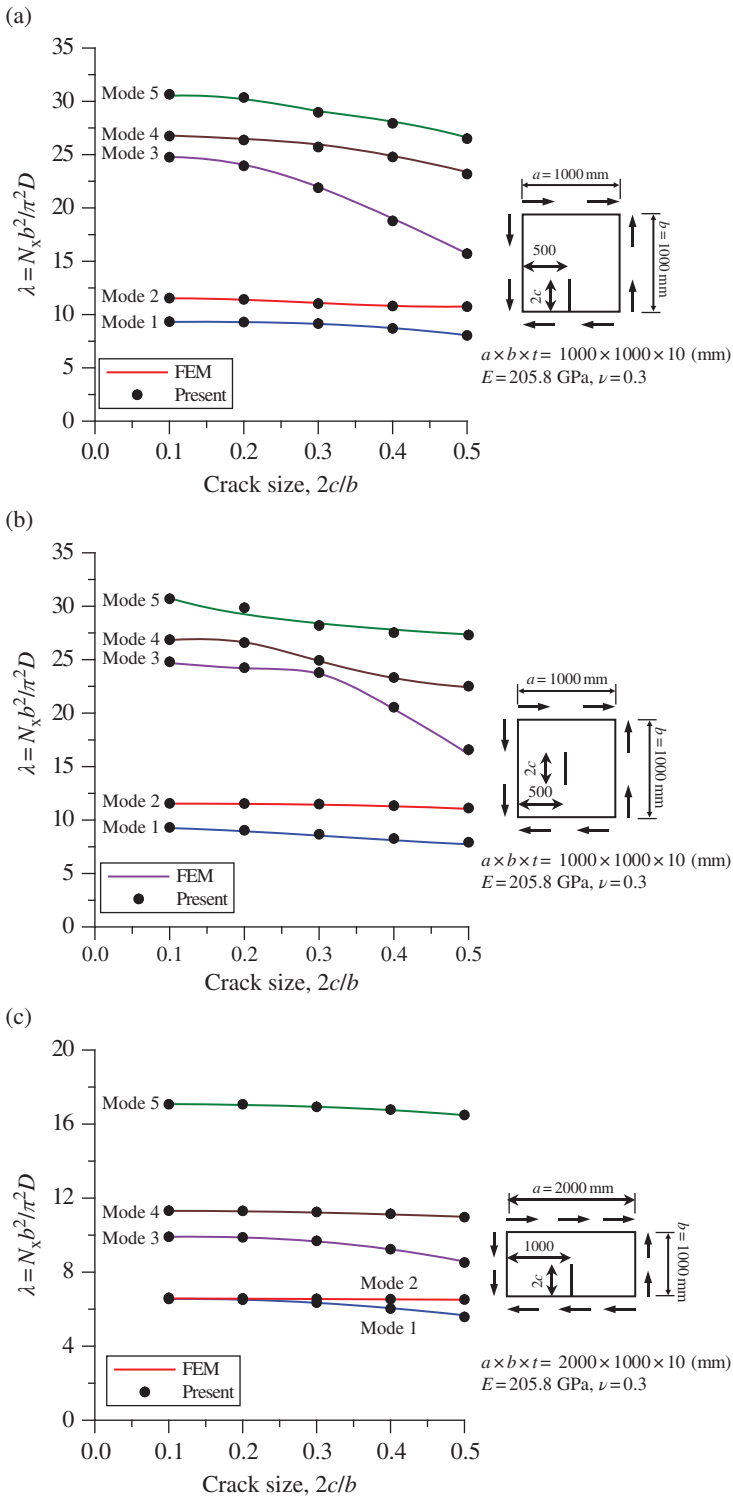 (a)
35
30
25
20
15
10
5
0
λ = Nₓb²/π²D
Mode 5
Mode 4
Mode 3
Mode 2
Mode 1
FEM
Present
0.0 0.1 0.2 0.3 0.4 0.5
Crack size, 2c/b
a = 1000 mm
b = 1000 mm
500
2c
a×b×t= 1000×1000×10 (mm)
E=205.8 GPa, ν=0.3
(b)
35
30
25
20
15
10
5
0
λ = Nₓb²/π²D
Mode 5
Mode 4
Mode 3
Mode 2
Mode 1
FEM
Present
0.0 0.1 0.2 0.3 0.4 0.5
Crack size, 2c/b
a = 1000 mm
b = 1000 mm
2c
500
a×b×t= 1000×1000×10 (mm)
E=205.8 GPa, ν=0.3
(c)
20
16
12
8
4
0
λ = Nₓb²/π²D
Mode 5
Mode 4
Mode 3
Mode 2
Mode 1
FEM
Present
0.0 0.1 0.2 0.3 0.4 0.5
Crack size, 2c/b
a = 2000 mm
b = 1000 mm
1000
2c
a×b×t= 2000×1000×10 (mm)
E=205.8 GPa, ν=0.3